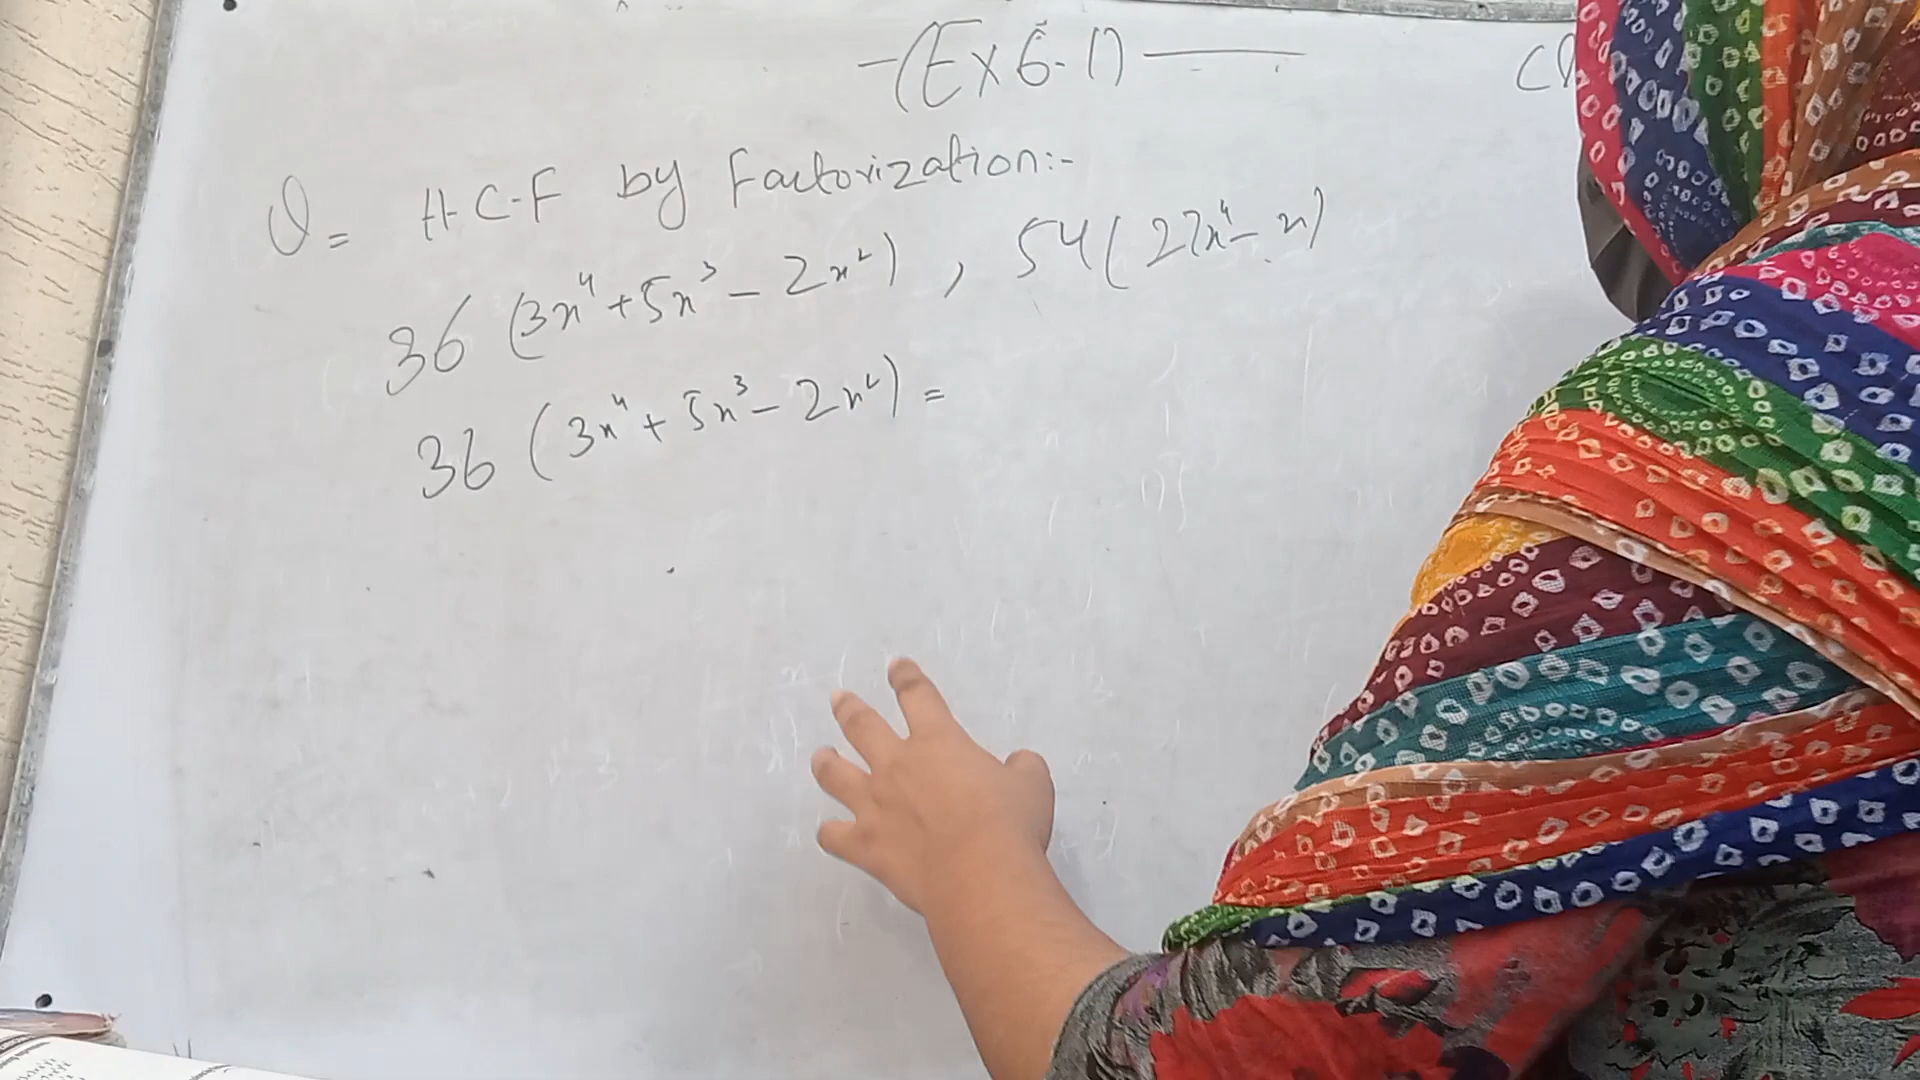 (Ex 6.1)
Q= H.C.F by Factorization:-
36 (3x⁴+5x³-2x²) , 54(27x⁴-x)
36 (3x⁴+5x³-2x²) =